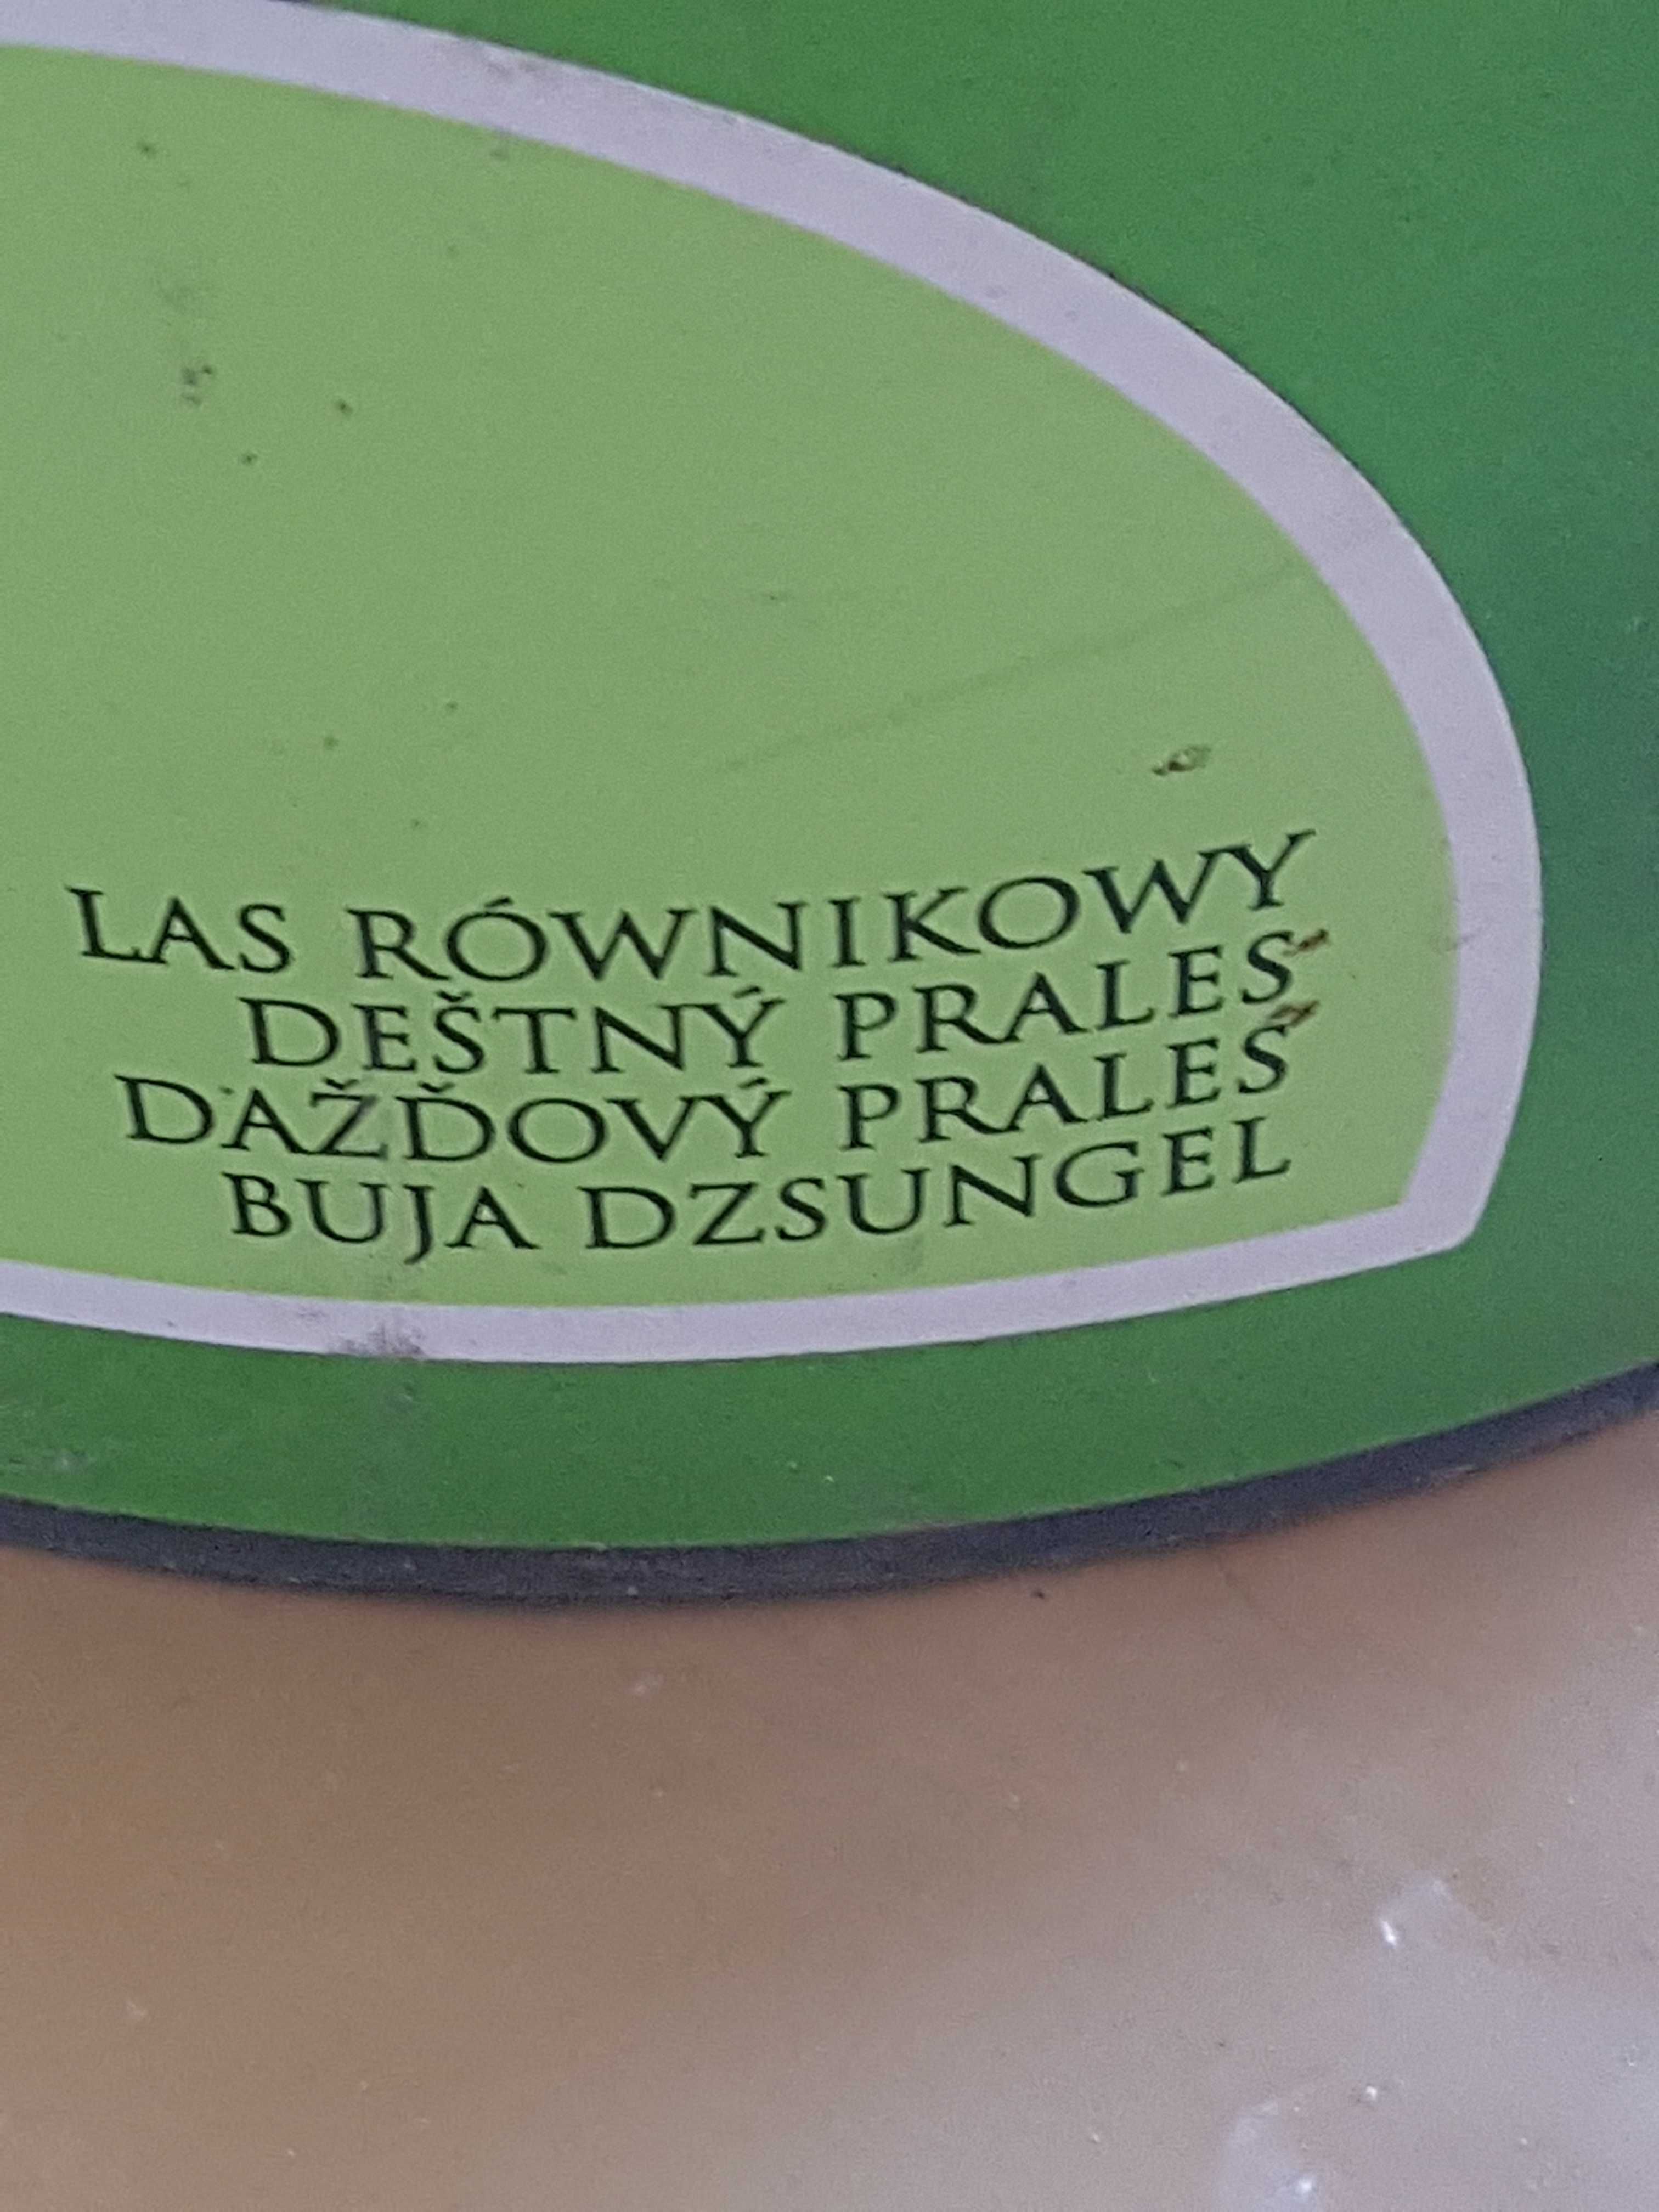 LAS RÓWNIKOWY
DEŠTNÝ PRALES
DAŽĎOVÝ PRALES
BUJA DZSUNGEL